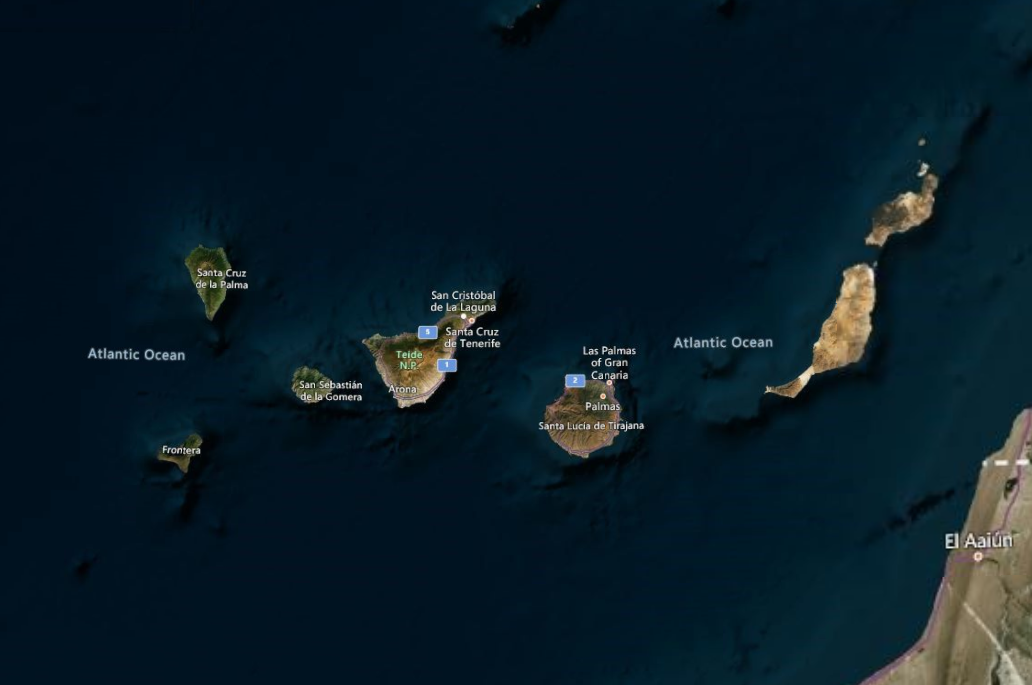 Santa Cruz
de la Palma
San Cristóbal
de La Laguna
5
Santa Cruz
de Tenerife
Atlantic Ocean
Atlantic Ocean
Teide
N.P.
1
Las Palmas
of Gran
Canaria
2
San Sebastián
de la Gomera
Arona
Palmas
Santa Lucía de Tirajana
Frontera
El Aaiún